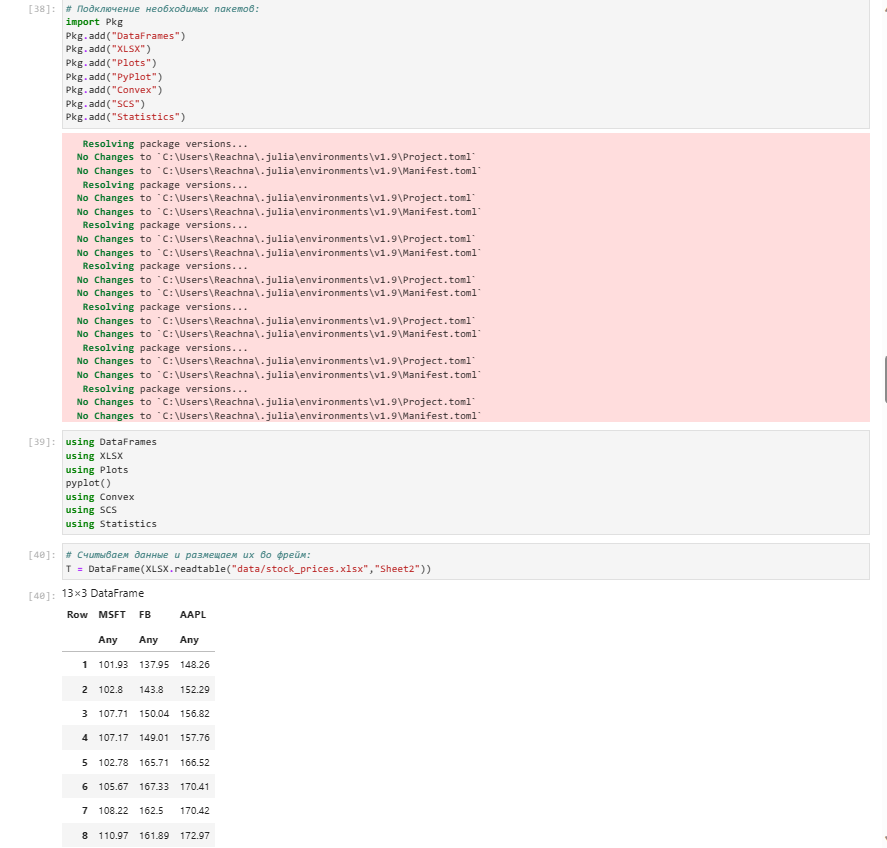 [38]: # Подключение необходимых пакетов:
import Pkg
Pkg.add("DataFrames")
Pkg.add("XLSX")
Pkg.add("Plots")
Pkg.add("PyPlot")
Pkg.add("Convex")
Pkg.add("SCS")
Pkg.add("Statistics")
Resolving package versions...
No Changes to `C:\Users\Reachna\.julia\environments\v1.9\Project.toml`
No Changes to `C:\Users\Reachna\.julia\environments\v1.9\Manifest.toml`
Resolving package versions...
No Changes to `C:\Users\Reachna\.julia\environments\v1.9\Project.toml`
No Changes to `C:\Users\Reachna\.julia\environments\v1.9\Manifest.toml`
Resolving package versions...
No Changes to `C:\Users\Reachna\.julia\environments\v1.9\Project.toml`
No Changes to `C:\Users\Reachna\.julia\environments\v1.9\Manifest.toml`
Resolving package versions...
No Changes to `C:\Users\Reachna\.julia\environments\v1.9\Project.toml`
No Changes to `C:\Users\Reachna\.julia\environments\v1.9\Manifest.toml`
Resolving package versions...
No Changes to `C:\Users\Reachna\.julia\environments\v1.9\Project.toml`
No Changes to `C:\Users\Reachna\.julia\environments\v1.9\Manifest.toml`
Resolving package versions...
No Changes to `C:\Users\Reachna\.julia\environments\v1.9\Project.toml`
No Changes to `C:\Users\Reachna\.julia\environments\v1.9\Manifest.toml`
Resolving package versions...
No Changes to `C:\Users\Reachna\.julia\environments\v1.9\Project.toml`
No Changes to `C:\Users\Reachna\.julia\environments\v1.9\Manifest.toml`
[39]: using DataFrames
using XLSX
using Plots
pyplot()
using Convex
using SCS
using Statistics
[40]: # Считываем данные и размещаем их во фрейм:
T = DataFrame(XLSX.readtable("data/stock_prices.xlsx","Sheet2"))
[40]: 13×3 DataFrame
Row MSFT FB AAPL
Any Any Any
1 101.93 137.95 148.26
2 102.8 143.8 152.29
3 107.71 150.04 156.82
4 107.17 149.01 157.76
5 102.78 165.71 166.52
6 105.67 167.33 170.41
7 108.22 162.5 170.42
8 110.97 161.89 172.97